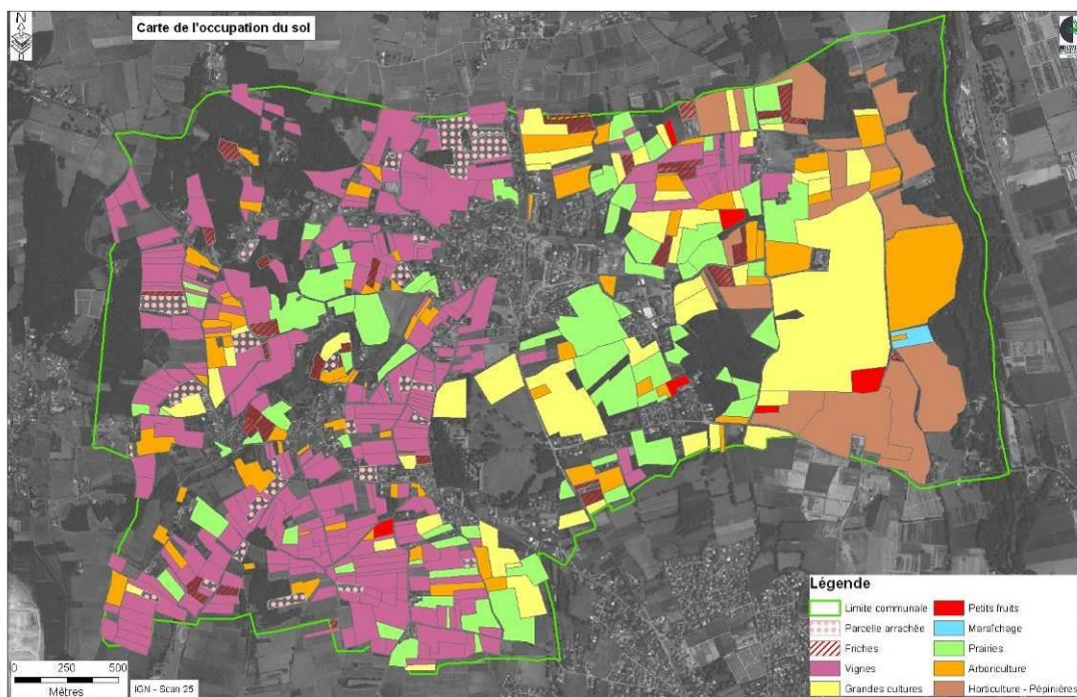 N
Carte de l'occupation du sol
Légende
Limite communale
Parcelle arrachée
Friches
Vignes
Grandes cultures
Petits fruits
Maraîchage
Prairies
Arboriculture
Horticulture - Pépinières
0 250 500
Mètres
IGN - Scan 25